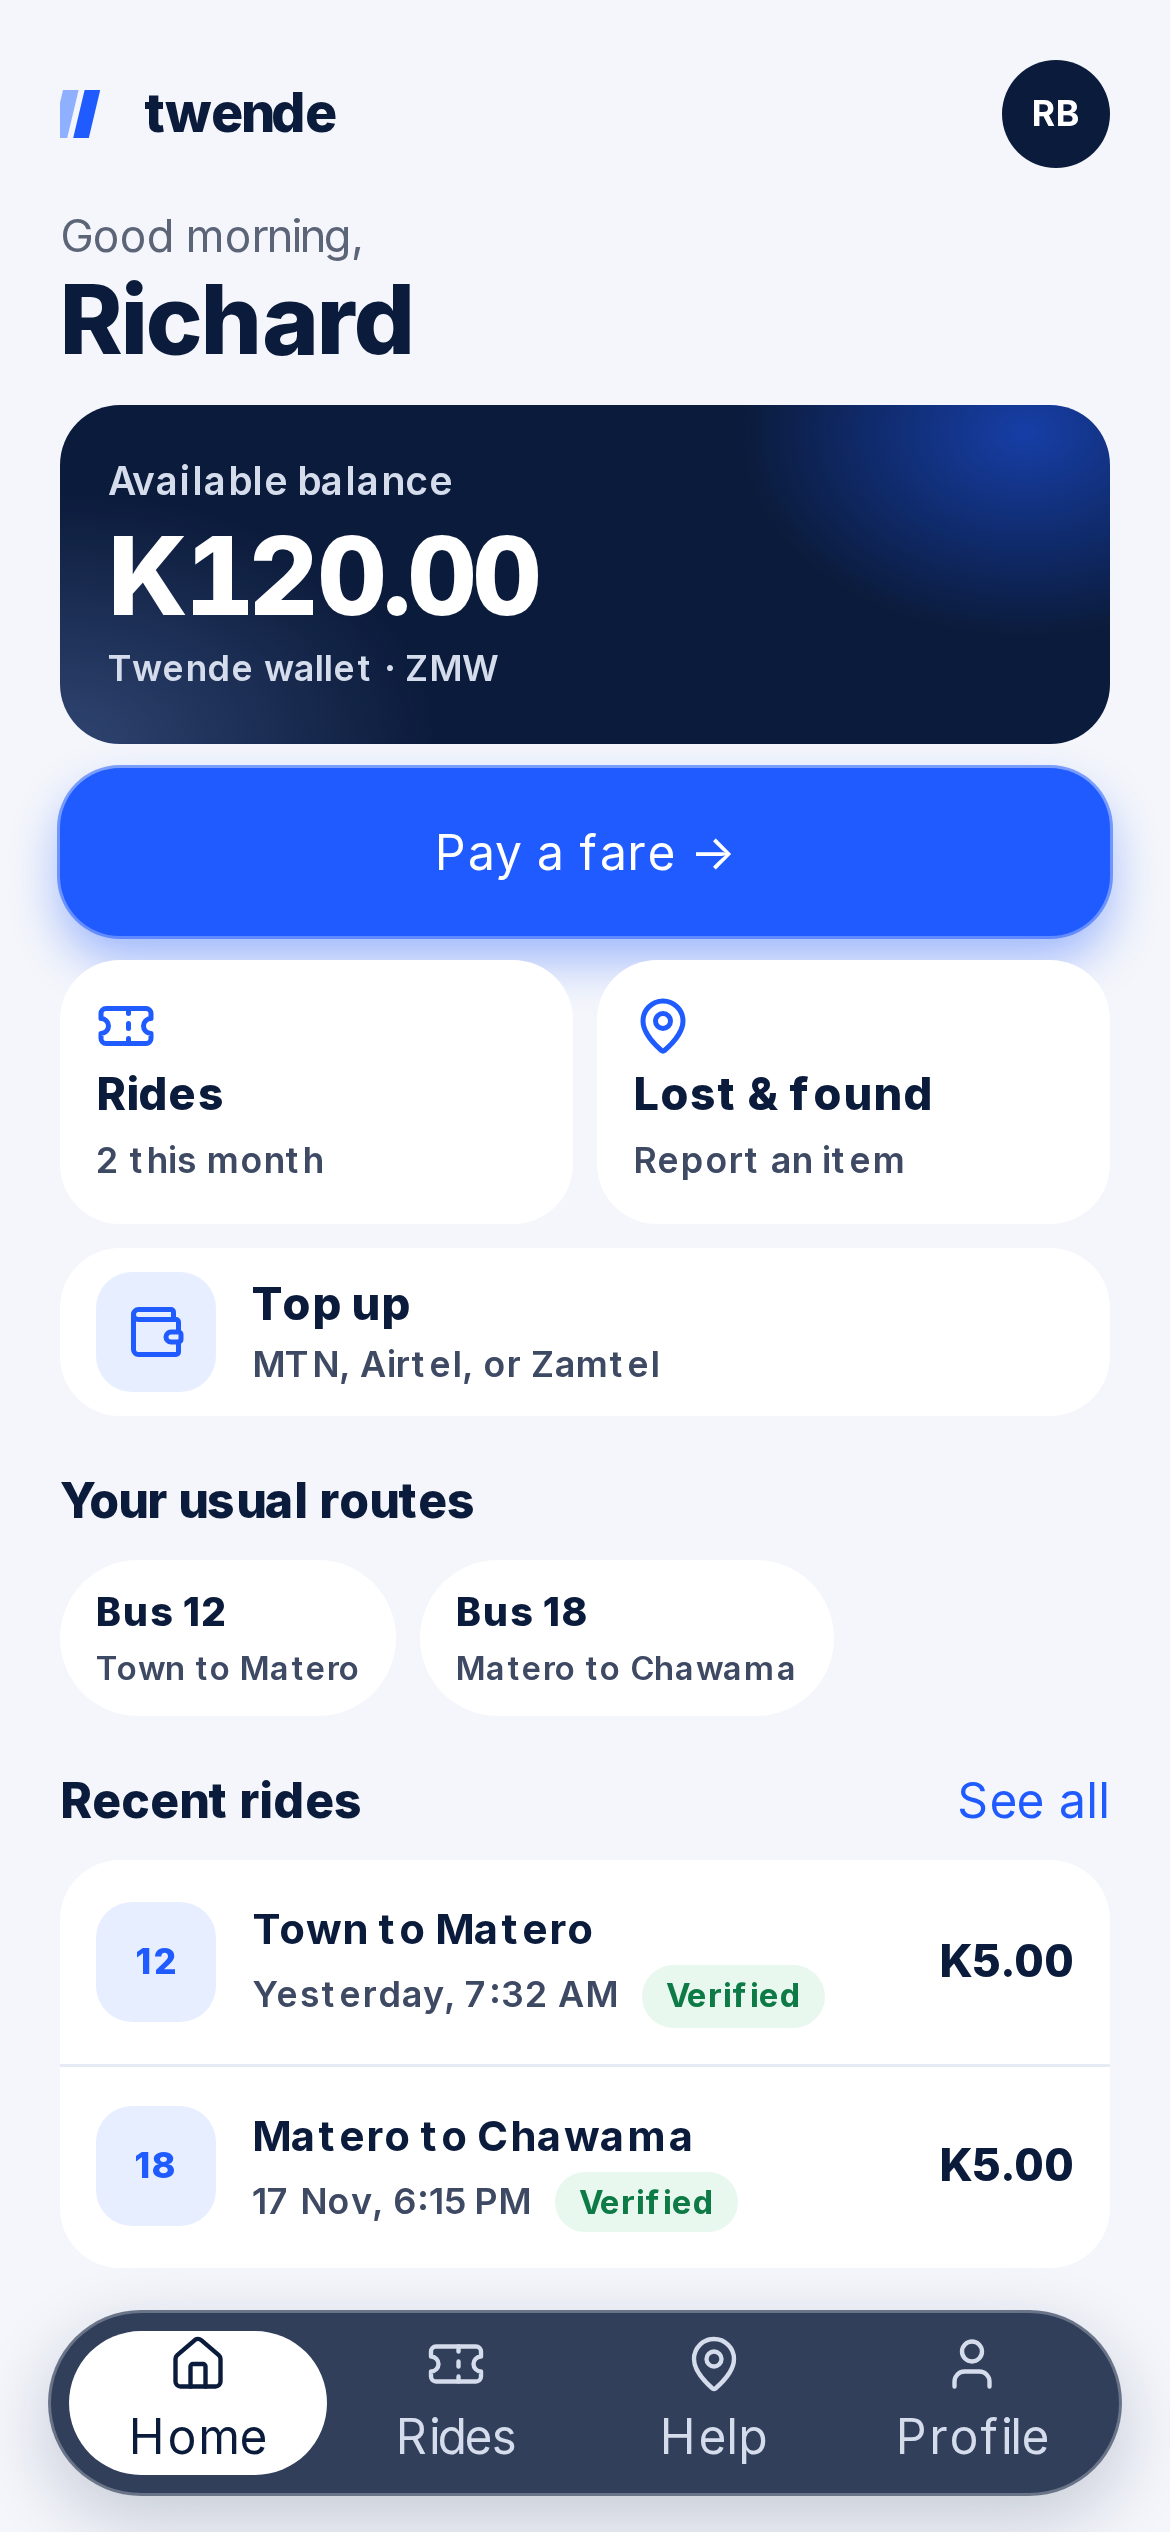 twende
RB
Good morning,
Richard
Available balance
K120.00
Twende wallet · ZMW
Pay a fare →
Rides
2 this month
Lost & found
Report an item
Top up
MTN, Airtel, or Zamtel
Your usual routes
Bus 12
Town to Matero
Bus 18
Matero to Chawama
Recent rides
See all
12
Town to Matero
Yesterday, 7:32 AM
Verified
K5.00
18
Matero to Chawama
17 Nov, 6:15 PM
Verified
K5.00
Home
Rides
Help
Profile